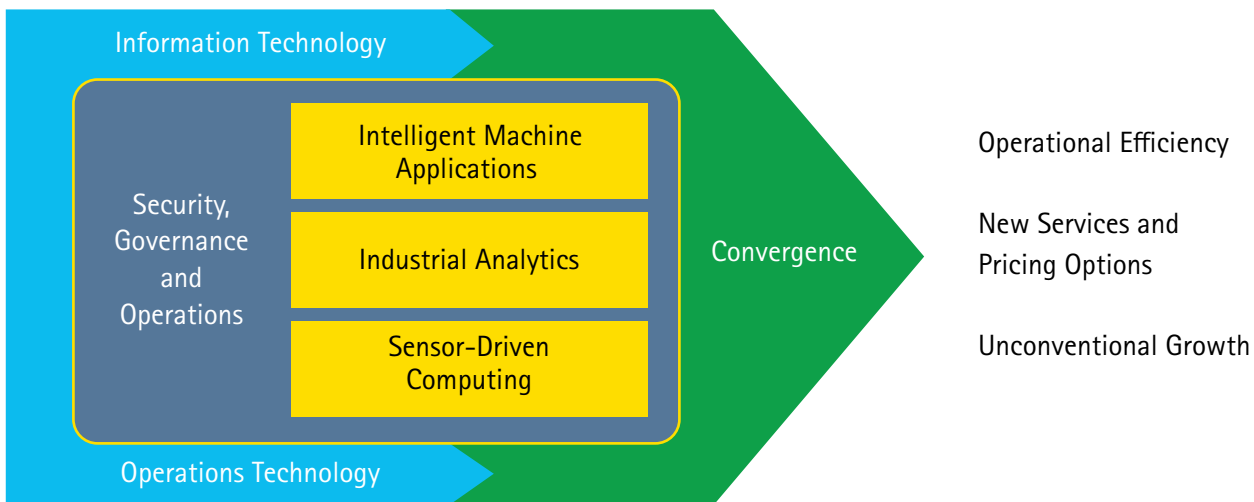 Information Technology
Security,
Governance
and
Operations
Intelligent Machine
Applications
Industrial Analytics
Sensor-Driven
Computing
Operations Technology
Convergence
Operational Efficiency
New Services and
Pricing Options
Unconventional Growth